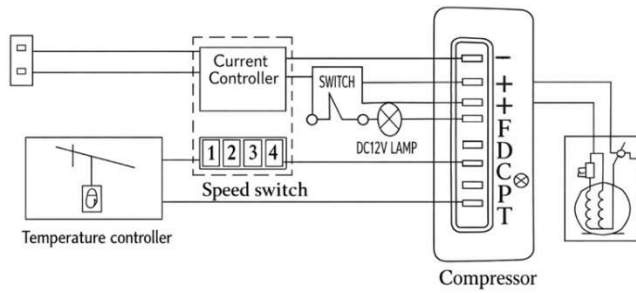 Current
Controller
SWITCH
DC12V LAMP
1 2 3 4
Speed switch
Temperature controller
-
+
+
F
D
C
P
T
Compressor